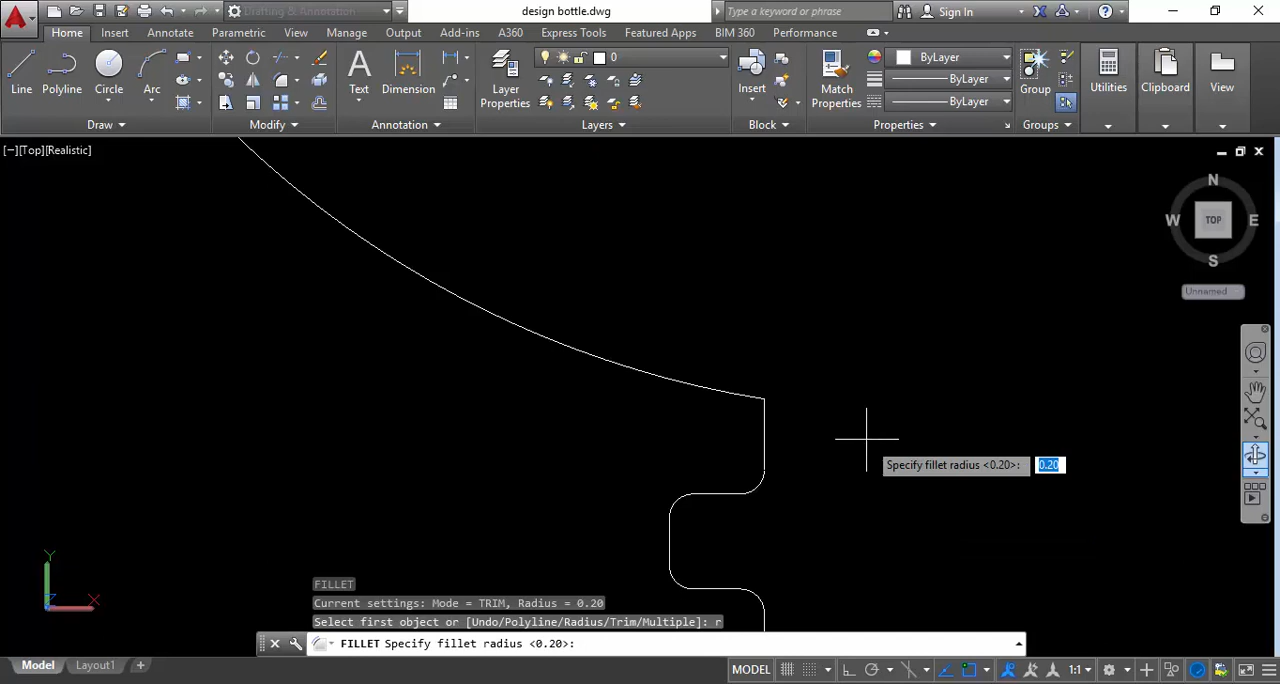 Drafting & Annotation
design bottle.dwg
Type a keyword or phrase
Sign In
Home
Insert
Annotate
Parametric
View
Manage
Output
Add-ins
A360
Express Tools
Featured Apps
BIM 360
Performance
Line
Polyline
Circle
Arc
Text
Dimension
Layer
Properties
0
Insert
Match
Properties
ByLayer
ByLayer
ByLayer
Group
Utilities
Clipboard
View
Draw
Modify
Annotation
Layers
Block
Properties
Groups
[−][Top][Realistic]
N
W
TOP
E
S
Unnamed
Specify fillet radius <0.20>:
0.20
Y
X
FILLET
Current settings: Mode = TRIM, Radius = 0.20
Select first object or [Undo/Polyline/Radius/Trim/Multiple]: r
FILLET Specify fillet radius <0.20>:
Model
Layout1
MODEL
1:1